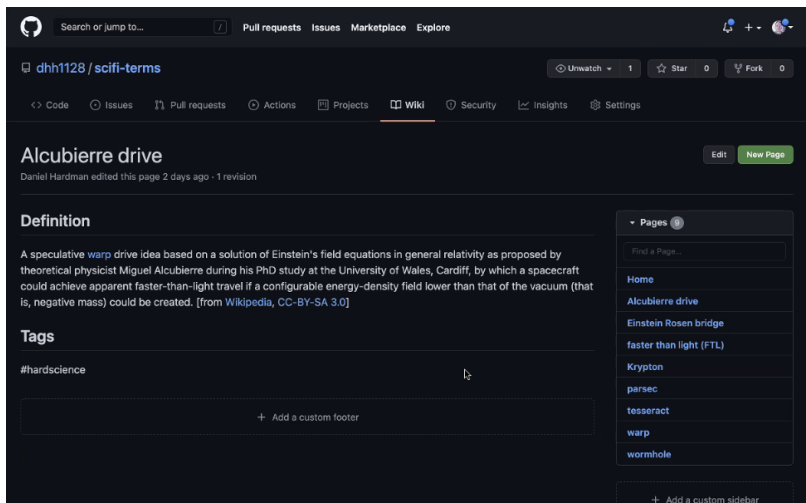 Search or jump to... /
Pull requests Issues Marketplace Explore
dhh1128 / scifi-terms
Unwatch 1 Star 0 Fork 0
<> Code Issues Pull requests Actions Projects Wiki Security Insights Settings
Alcubierre drive
Edit New Page
Daniel Hardman edited this page 2 days ago · 1 revision
Definition
A speculative warp drive idea based on a solution of Einstein's field equations in general relativity as proposed by
theoretical physicist Miguel Alcubierre during his PhD study at the University of Wales, Cardiff, by which a spacecraft
could achieve apparent faster-than-light travel if a configurable energy-density field lower than that of the vacuum (that
is, negative mass) could be created. [from Wikipedia, CC-BY-SA 3.0]
Tags
#hardscience
+ Add a custom footer
Pages 9
Find a Page...
Home
Alcubierre drive
Einstein Rosen bridge
faster than light (FTL)
Krypton
parsec
tesseract
warp
wormhole
+ Add a custom sidebar